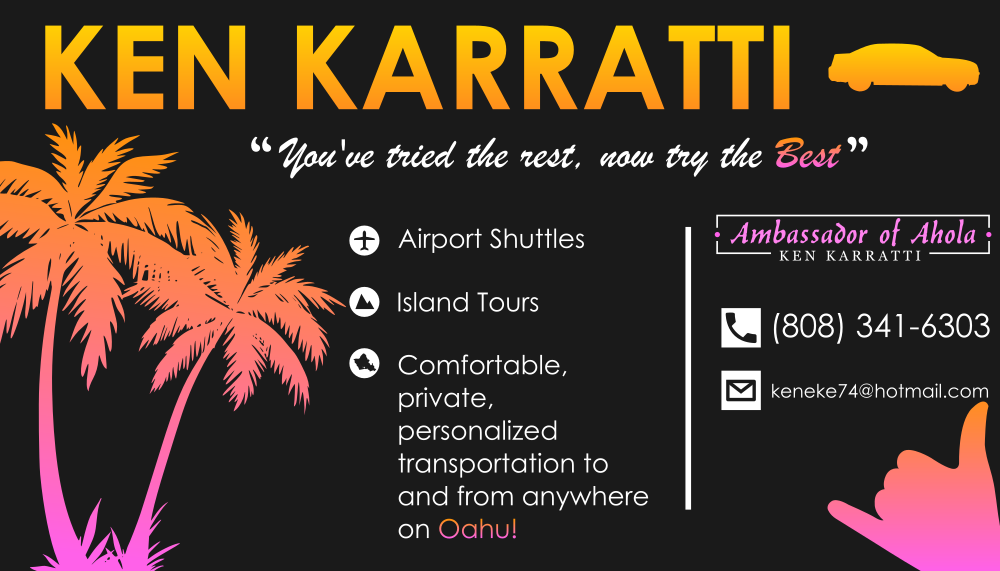 KEN KARRATTI
“You've tried the rest, now try the Best”
Airport Shuttles
Island Tours
Comfortable,
private,
personalized
transportation to
and from anywhere
on Oahu!
Ambassador of Ahola
KEN KARRATTI
(808) 341-6303
keneke74@hotmail.com